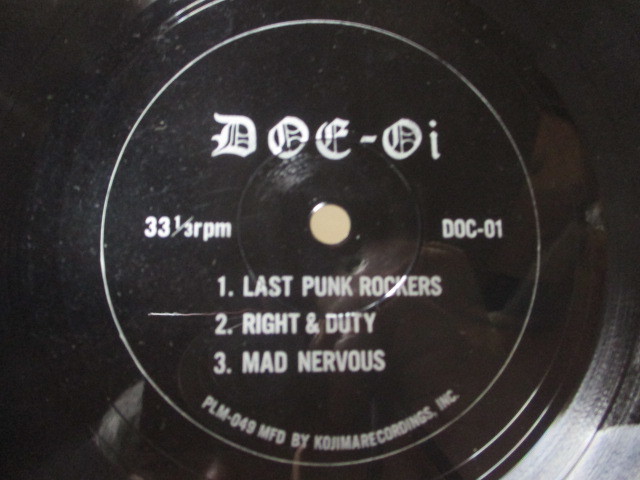 DOE-Oi
33⅓rpm DOC-01
1. LAST PUNK ROCKERS
2. RIGHT & DUTY
3. MAD NERVOUS
PLM-049 MFD BY KOJIMARECORDINGS, INC.